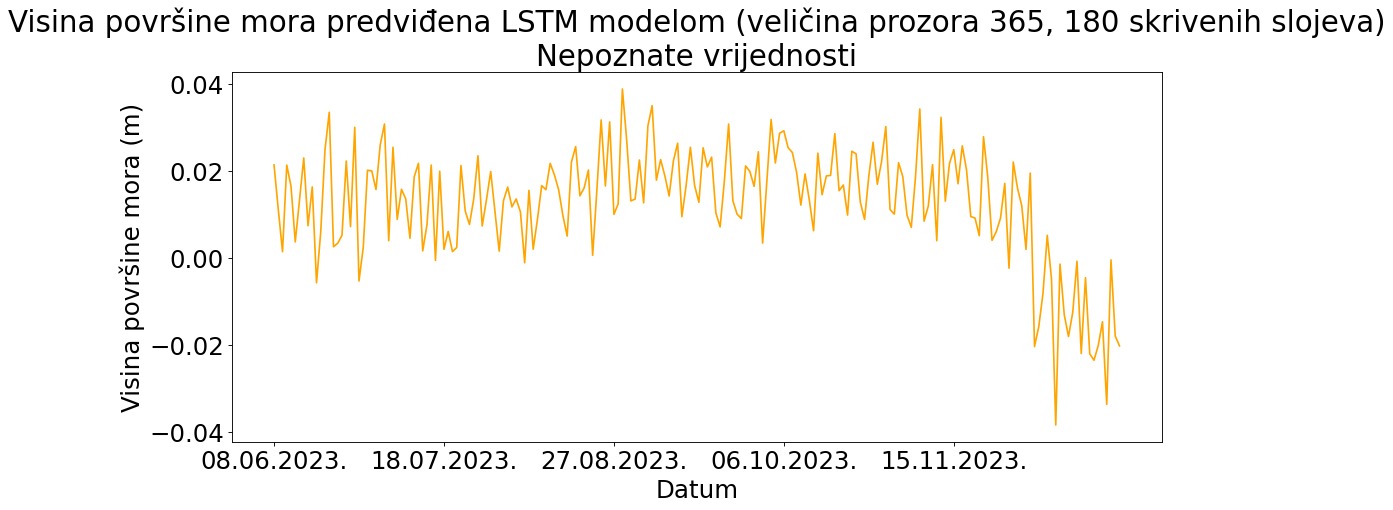 Visina površine mora predviđena LSTM modelom (veličina prozora 365, 180 skrivenih slojeva)
Nepoznate vrijednosti
Visina površine mora (m)
0.04
0.02
0.00
−0.02
−0.04
08.06.2023. 18.07.2023. 27.08.2023. 06.10.2023. 15.11.2023.
Datum